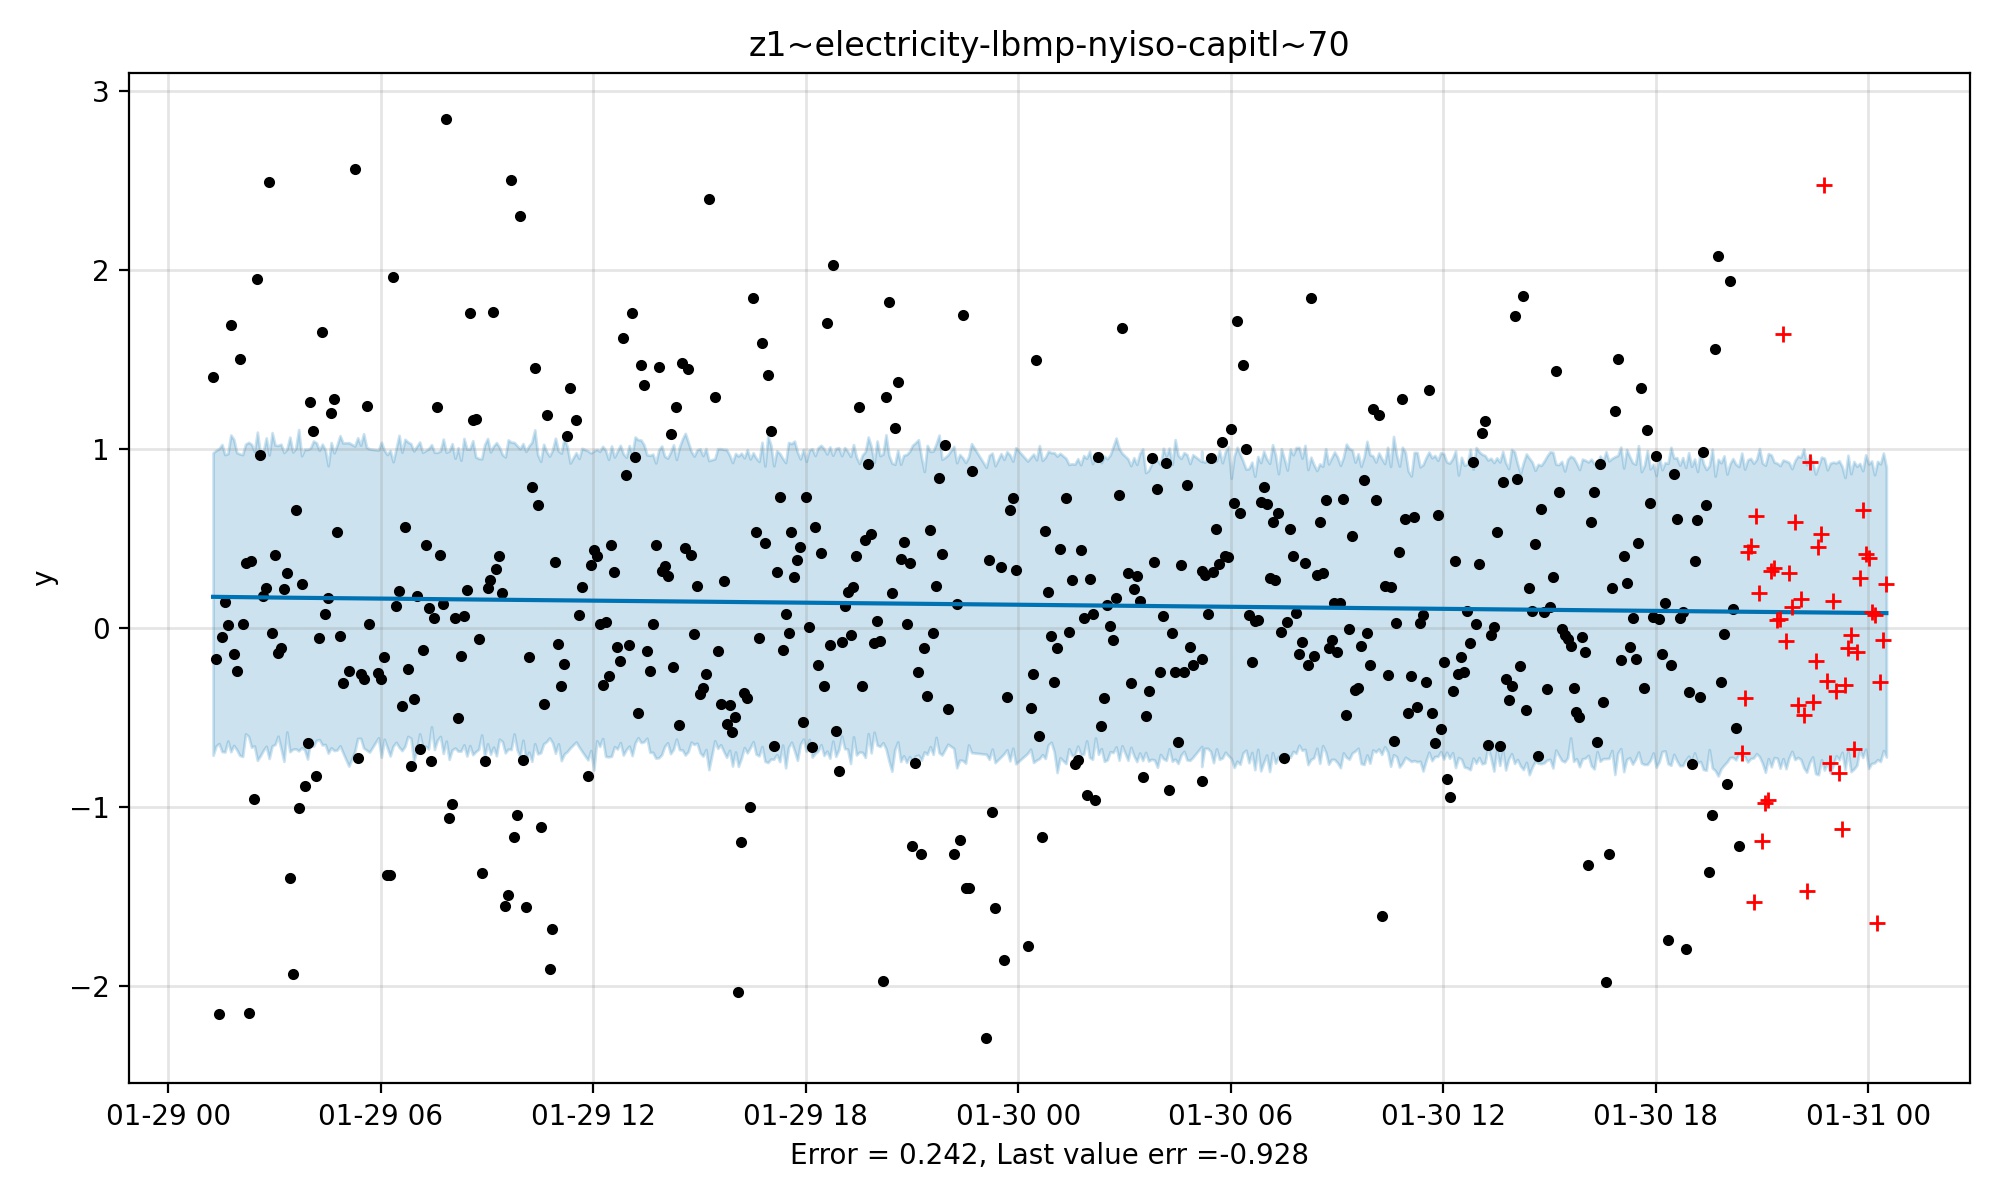 z1~electricity-lbmp-nyiso-capitl~70
3
2
1
0
−1
−2
y
01-29 00 01-29 06 01-29 12 01-29 18 01-30 00 01-30 06 01-30 12 01-30 18 01-31 00
Error = 0.242, Last value err =-0.928